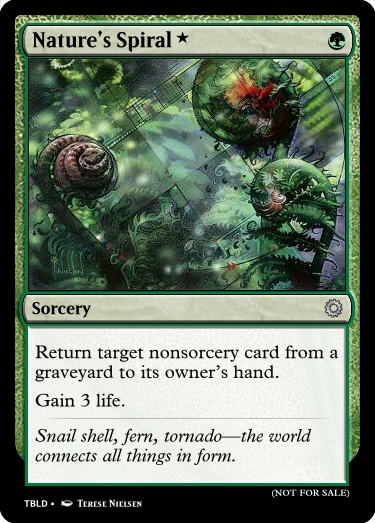 Nature's Spiral ★
Sorcery
Return target nonsorcery card from a
graveyard to its owner's hand.
Gain 3 life.
Snail shell, fern, tornado—the world
connects all things in form.
(NOT FOR SALE)
TBLD • Terese Nielsen